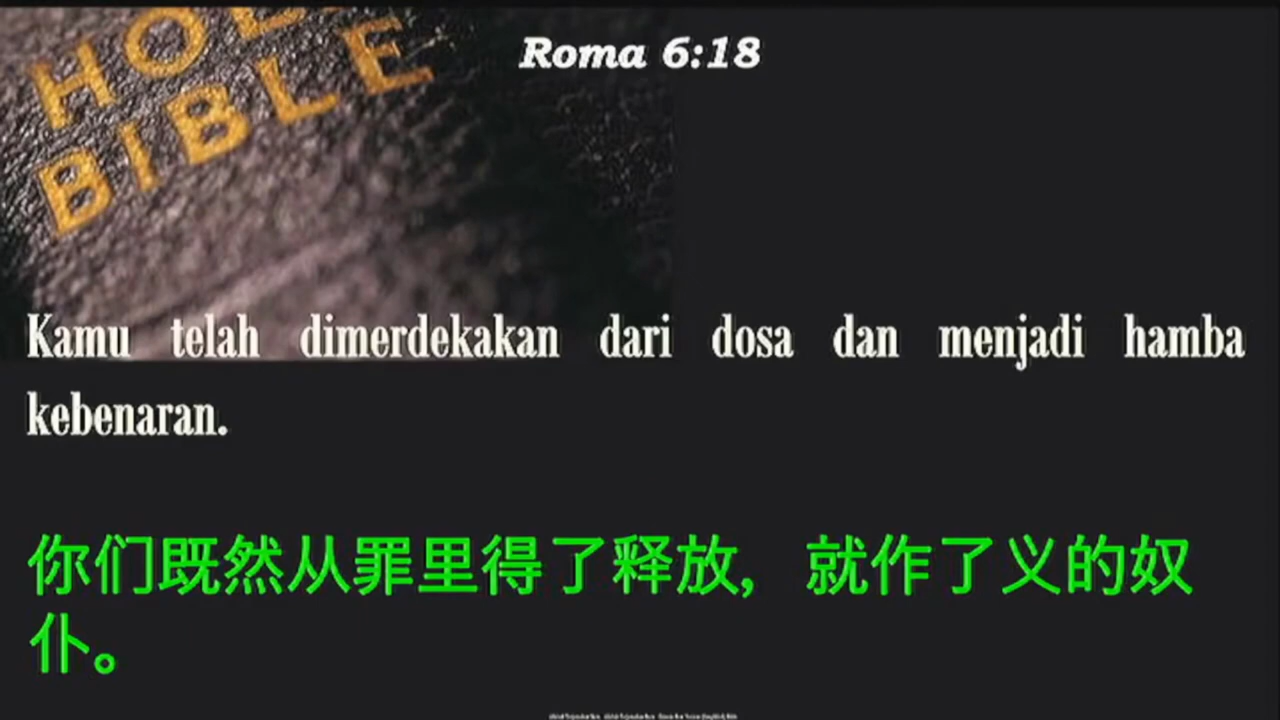 HOL
BIBLE
Roma 6:18
Kamu telah dimerdekakan dari dosa dan menjadi hamba
kebenaran.
你们既然从罪里得了释放, 就作了义的奴
仆。